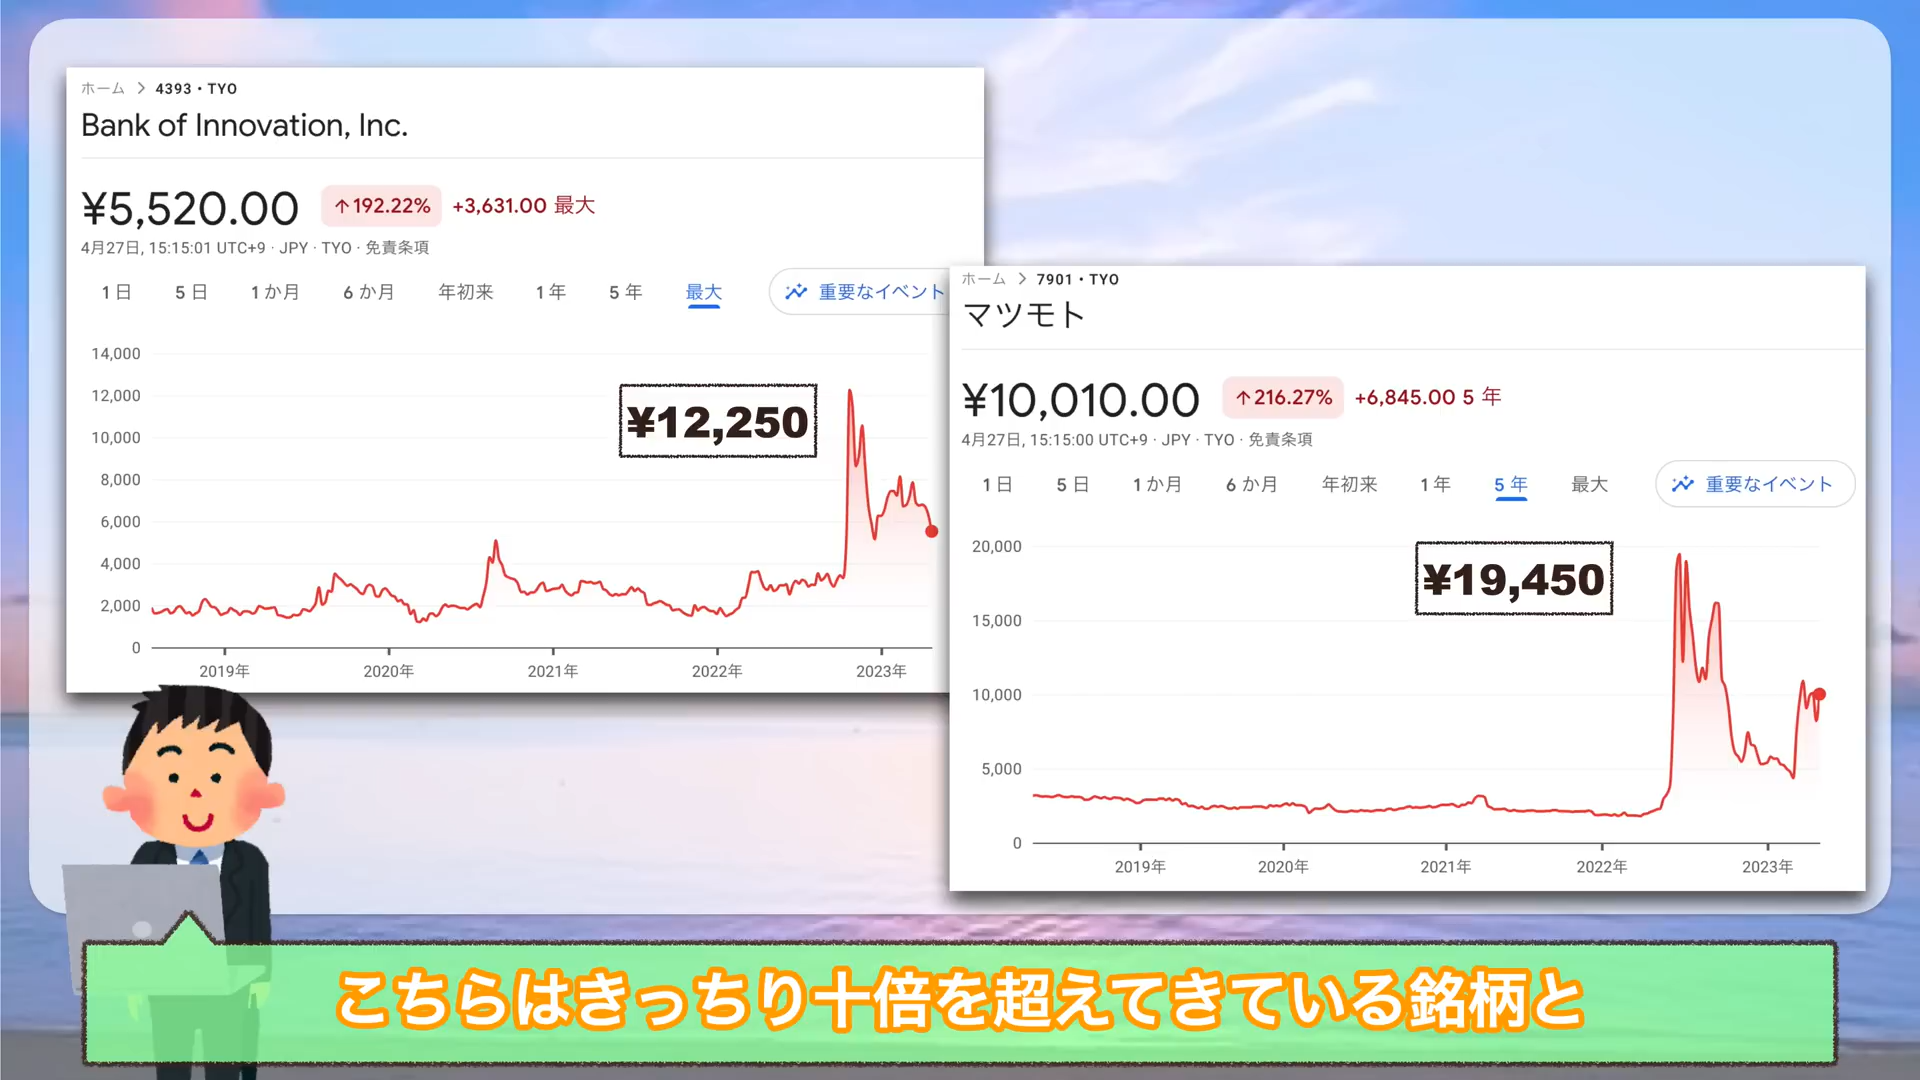 ホーム > 4393・TYO
Bank of Innovation, Inc.
¥5,520.00 ↑192.22% +3,631.00 最大
4月27日, 15:15:01 UTC+9 · JPY · TYO · 免責条項
1日 5日 1か月 6か月 年初来 1年 5年 最大 重要なイベント
14,000
12,000
10,000
8,000
6,000
4,000
2,000
0
¥12,250
2019年 2020年 2021年 2022年 2023年
ホーム > 7901・TYO
マツモト
¥10,010.00 ↑216.27% +6,845.00 5 年
4月27日, 15:15:00 UTC+9 · JPY · TYO · 免責条項
1日 5日 1か月 6か月 年初来 1年 5年 最大 重要なイベント
20,000
15,000
10,000
5,000
0
¥19,450
2019年 2020年 2021年 2022年 2023年
こちらはきっちり十倍を超えてきている銘柄と